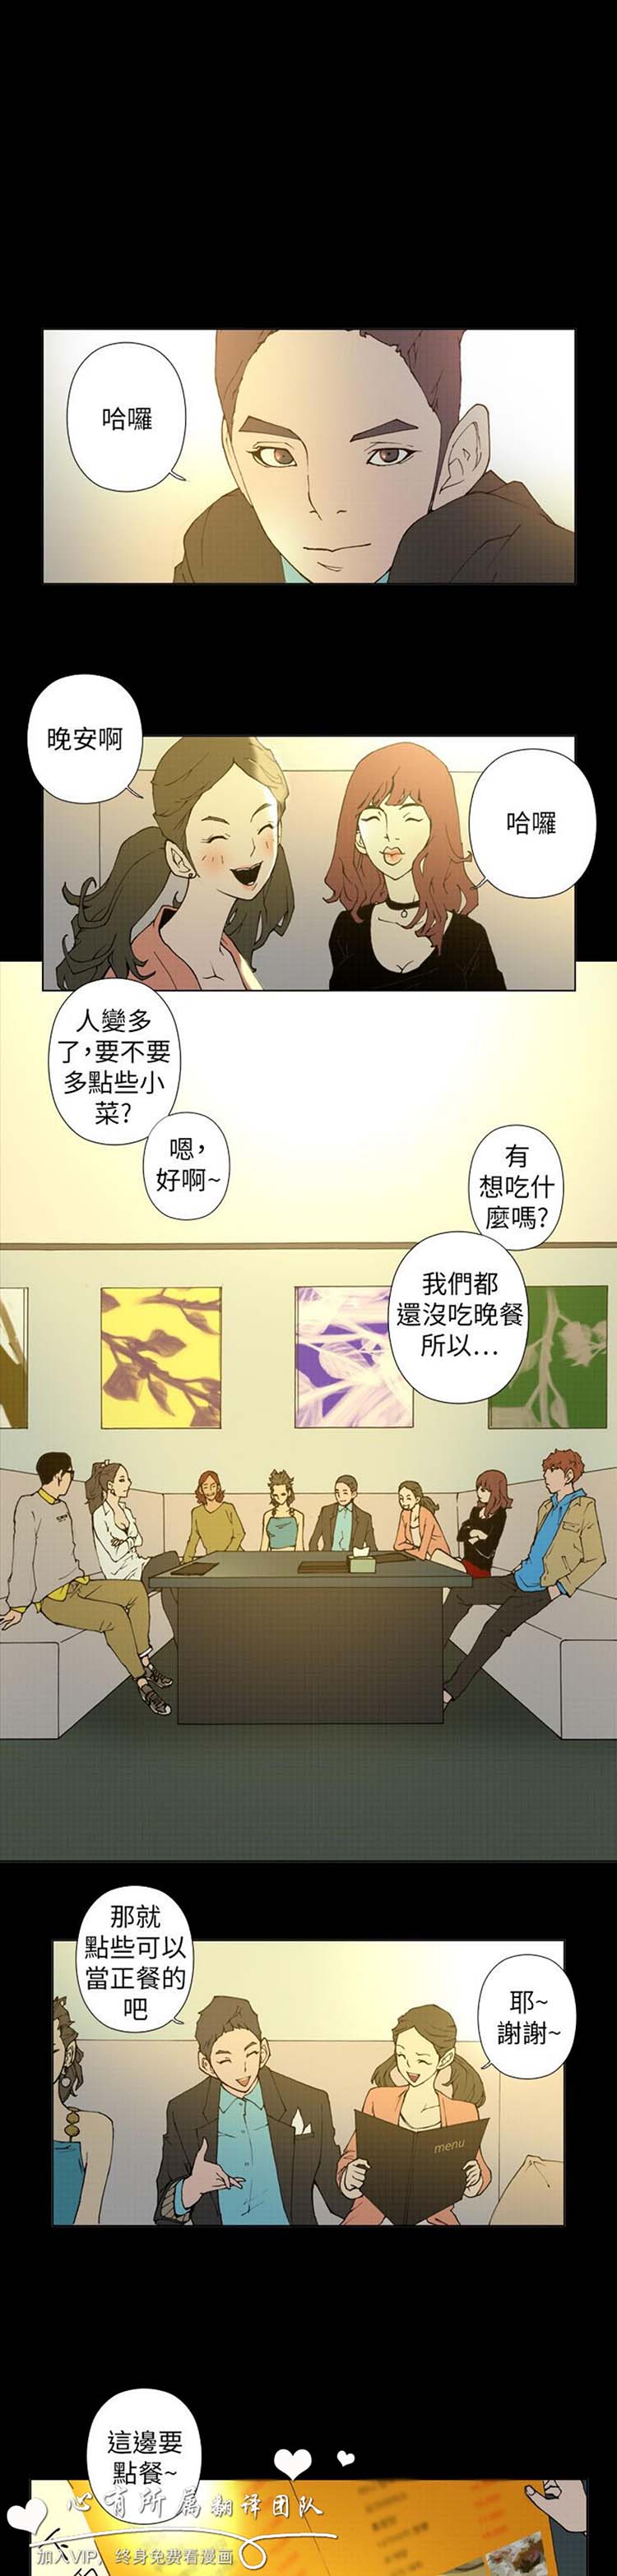 哈囉
晚安啊
哈囉
人變多
了，要不要
多點些小
菜?
嗯，
好啊~
有
想吃什
麼嗎?
我們都
還沒吃晚餐
所以...
那就
點些可以
當正餐的
吧
耶~
謝謝~
menu
這邊要
點餐~
心有所属翻译团队
加入VIP，终身免费看漫画